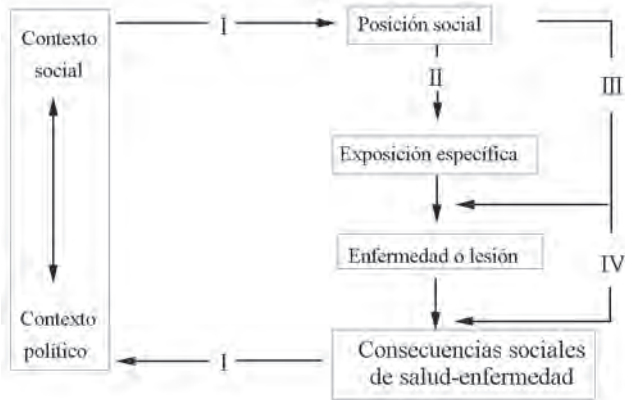 Contexto
social
I
Posición social
II
III
Exposición específica
Enfermedad o lesión
IV
Contexto
político
I
Consecuencias sociales
de salud-enfermedad